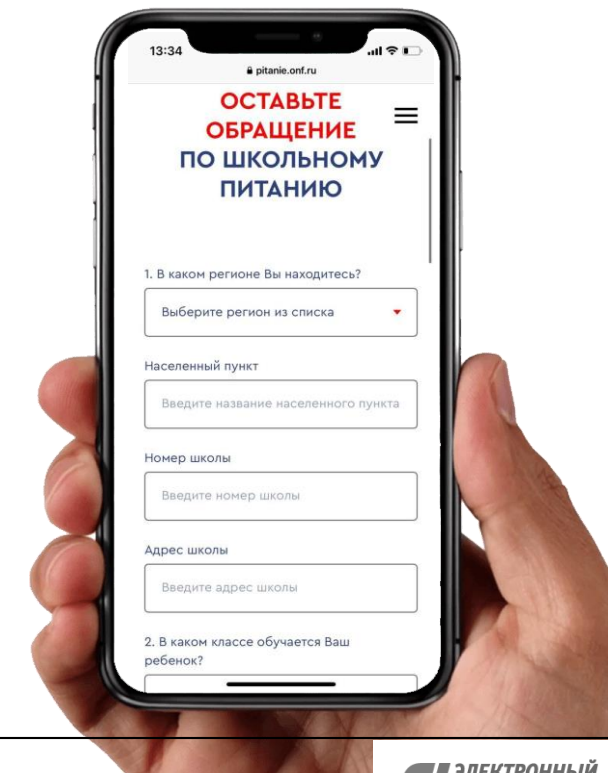 13:34
pitanie.onf.ru
ОСТАВЬТЕ
ОБРАЩЕНИЕ
ПО ШКОЛЬНОМУ
ПИТАНИЮ
1. В каком регионе Вы находитесь?
Выберите регион из списка
Населенный пункт
Введите название населенного пункта
Номер школы
Введите номер школы
Адрес школы
Введите адрес школы
2. В каком классе обучается Ваш
ребенок?
ЭЛЕКТРОННЫЙ